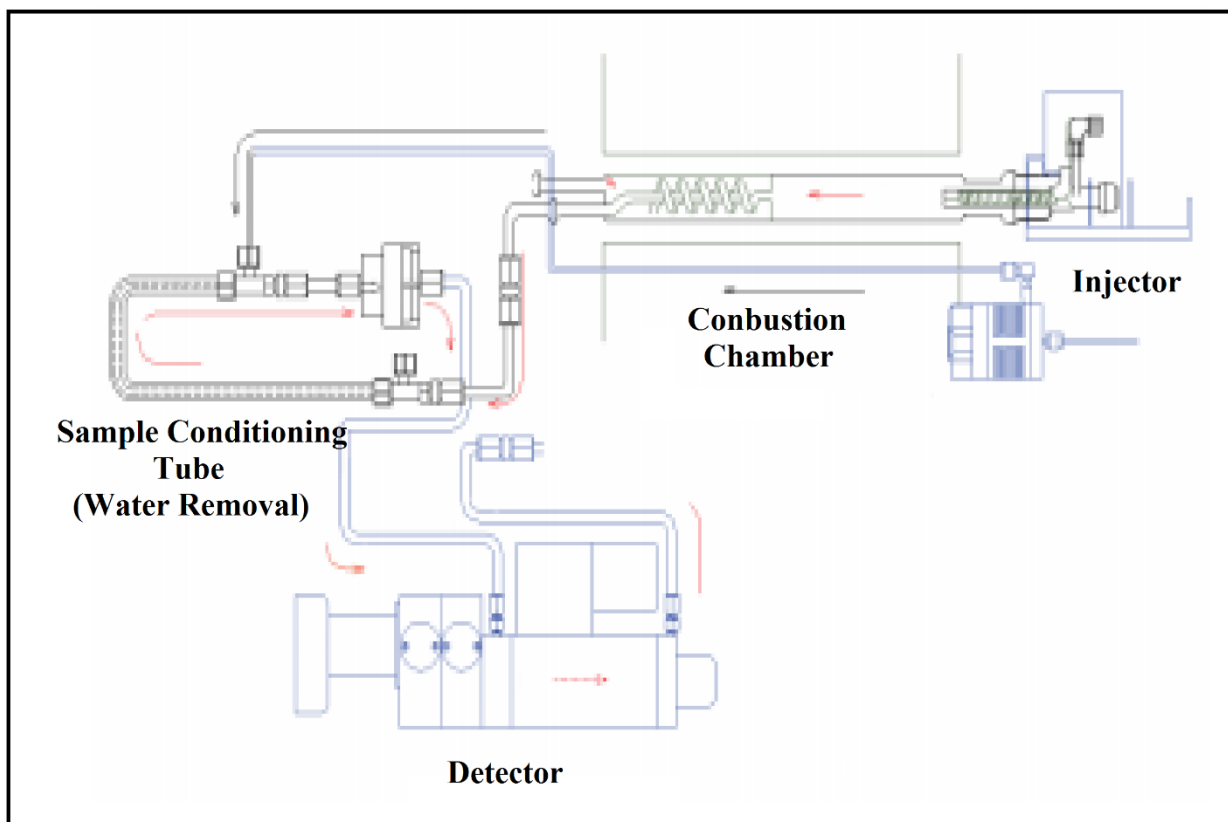 Injector
Conbustion
Chamber
Sample Conditioning
Tube
(Water Removal)
Detector